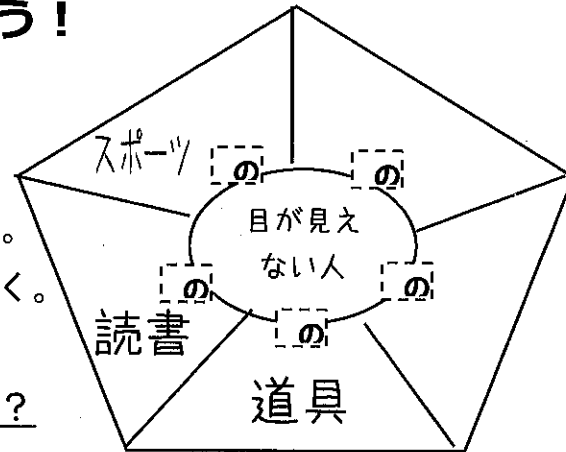 う！
スポーツ
の
の
目が見え
ない人
。
く。
の
の
読書
の
道具
？